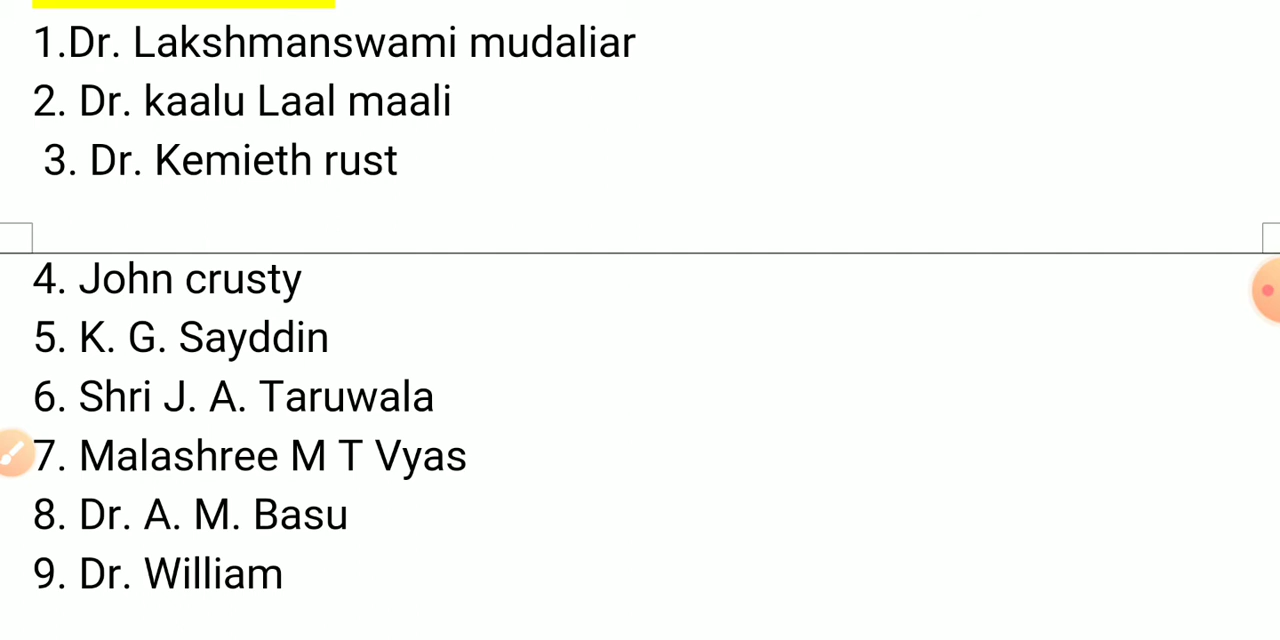 1.Dr. Lakshmanswami mudaliar
2. Dr. kaalu Laal maali
3. Dr. Kemieth rust
4. John crusty
5. K. G. Sayddin
6. Shri J. A. Taruwala
7. Malashree M T Vyas
8. Dr. A. M. Basu
9. Dr. William